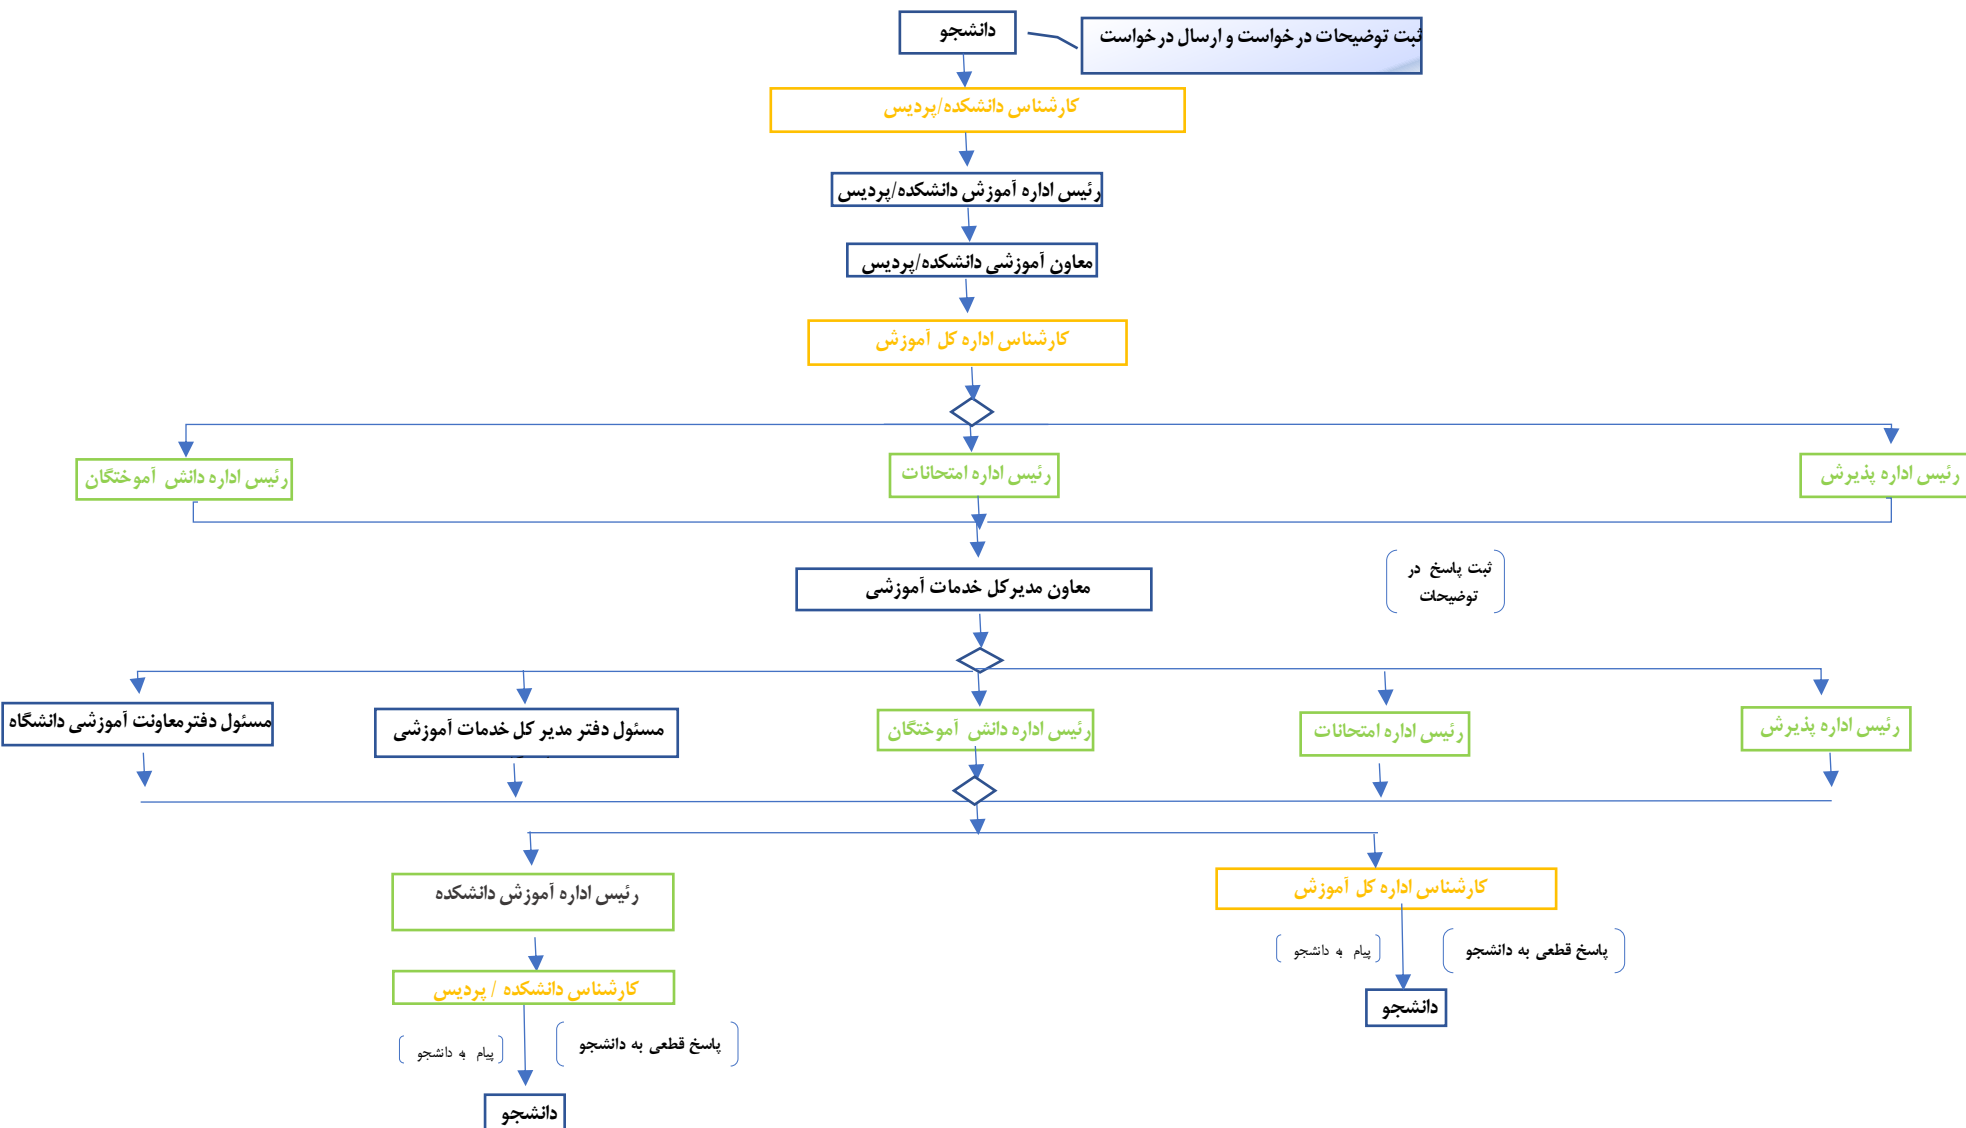 دانشجو
ثبت توضیحات درخواست و ارسال درخواست
کارشناس دانشکده/پردیس
رئیس اداره آموزش دانشکده/پردیس
معاون آموزشی دانشکده/پردیس
کارشناس اداره کل آموزش
رئیس اداره پذیرش
رئیس اداره امتحانات
رئیس اداره دانش آموختگان
ثبت پاسخ در
توضیحات
معاون مدیرکل خدمات آموزشی
رئیس اداره پذیرش
رئیس اداره امتحانات
رئیس اداره دانش آموختگان
مسئول دفتر مدیر کل خدمات آموزشی
مسئول دفترمعاونت آموزشی دانشگاه
کارشناس اداره کل آموزش
رئیس اداره آموزش دانشکده
پاسخ قطعی به دانشجو
پیام به دانشجو
کارشناس دانشکده / پردیس
دانشجو
پاسخ قطعی به دانشجو
پیام به دانشجو
دانشجو